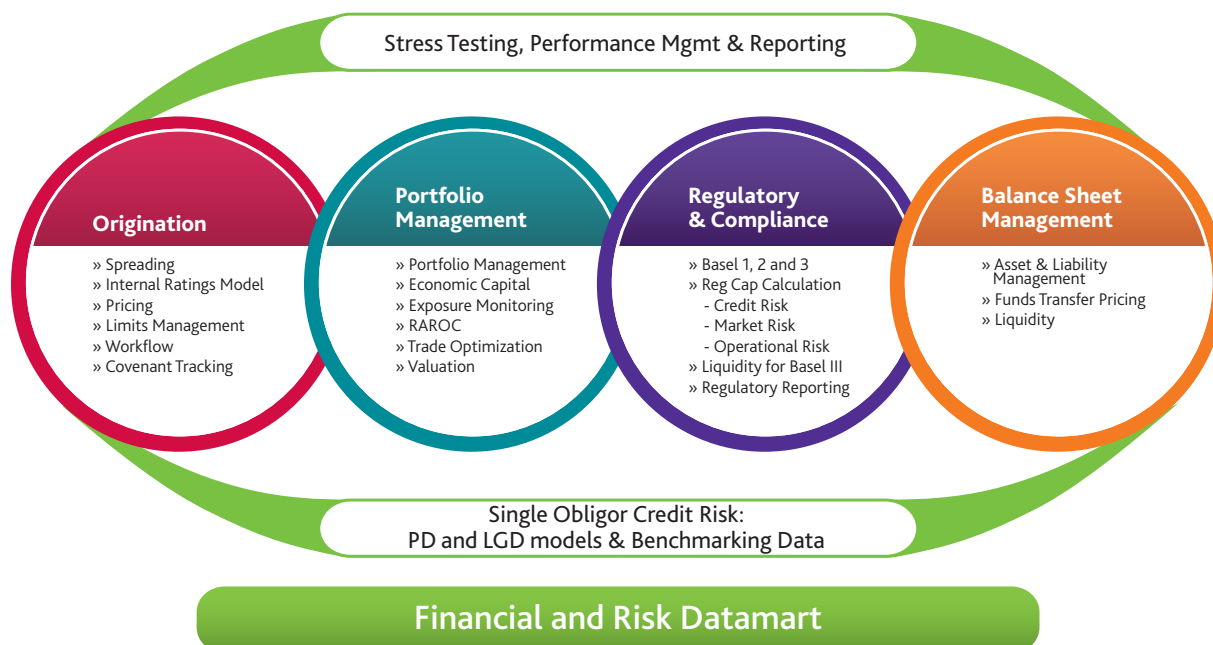 Stress Testing, Performance Mgmt & Reporting
Origination
» Spreading
» Internal Ratings Model
» Pricing
» Limits Management
» Workflow
» Covenant Tracking
Portfolio
Management
» Portfolio Management
» Economic Capital
» Exposure Monitoring
» RAROC
» Trade Optimization
» Valuation
Regulatory
& Compliance
» Basel 1, 2 and 3
» Reg Cap Calculation
- Credit Risk
- Market Risk
- Operational Risk
» Liquidity for Basel III
» Regulatory Reporting
Balance Sheet
Management
» Asset & Liability
Management
» Funds Transfer Pricing
» Liquidity
Single Obligor Credit Risk:
PD and LGD models & Benchmarking Data
Financial and Risk Datamart